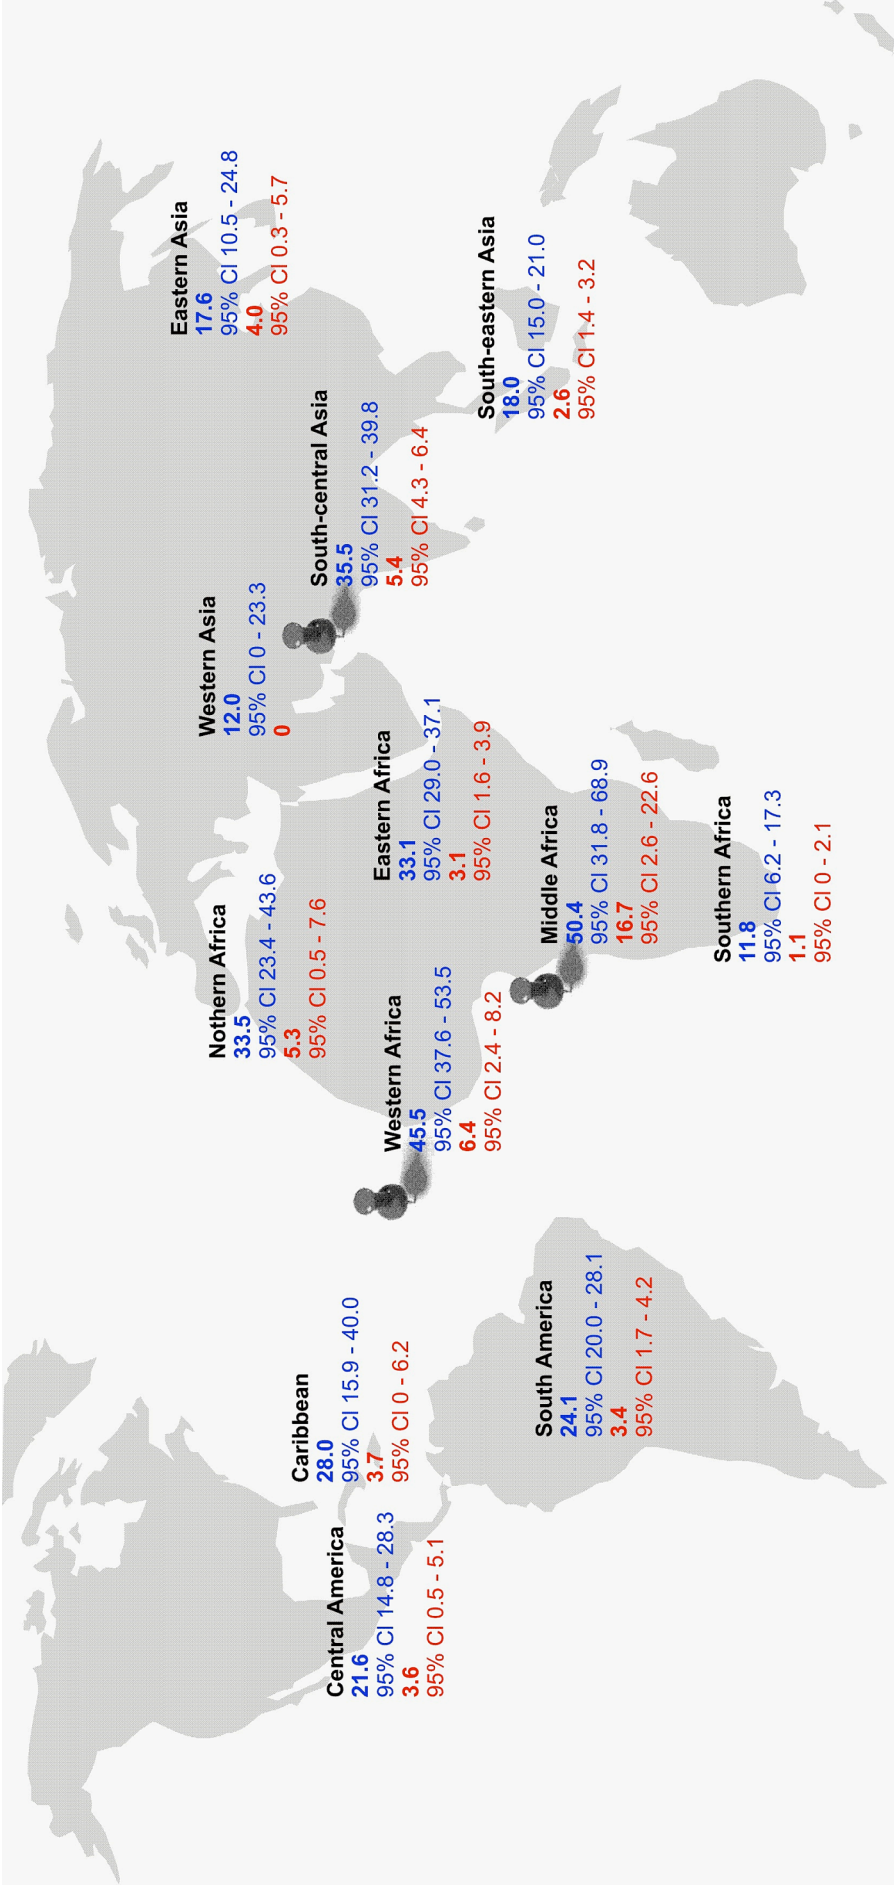 Central America
21.6
95% CI 14.8 - 28.3
3.6
95% CI 0.5 - 5.1
Caribbean
28.0
95% CI 15.9 - 40.0
3.7
95% CI 0 - 6.2
South America
24.1
95% CI 20.0 - 28.1
3.4
95% CI 1.7 - 4.2
Nothern Africa
33.5
95% CI 23.4 - 43.6
5.3
95% CI 0.5 - 7.6
Western Africa
45.5
95% CI 37.6 - 53.5
6.4
95% CI 2.4 - 8.2
Eastern Africa
33.1
95% CI 29.0 - 37.1
3.1
95% CI 1.6 - 3.9
Middle Africa
50.4
95% CI 31.8 - 68.9
16.7
95% CI 2.6 - 22.6
Southern Africa
11.8
95% CI 6.2 - 17.3
1.1
95% CI 0 - 2.1
Western Asia
12.0
95% CI 0 - 23.3
0
South-central Asia
35.5
95% CI 31.2 - 39.8
5.4
95% CI 4.3 - 6.4
Eastern Asia
17.6
95% CI 10.5 - 24.8
4.0
95% CI 0.3 - 5.7
South-eastern Asia
18.0
95% CI 15.0 - 21.0
2.6
95% CI 1.4 - 3.2